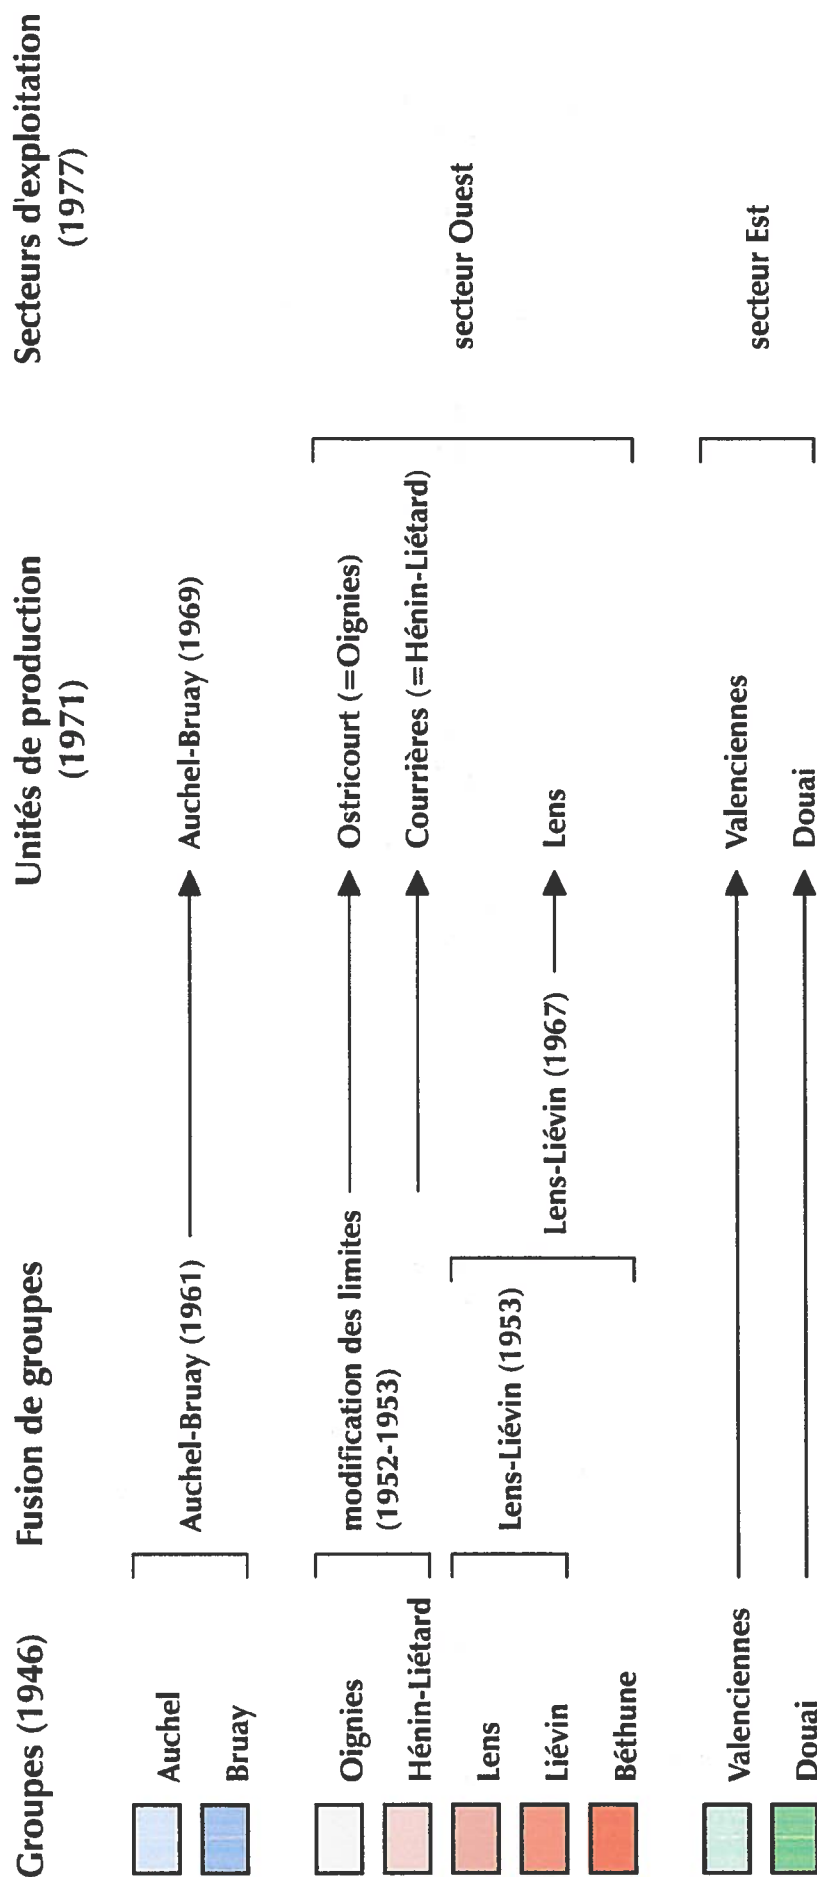 Groupes (1946)
Fusion de groupes
Unités de production
(1971)
Secteurs d'exploitation
(1977)
Auchel
Bruay
Auchel-Bruay (1961)
Auchel-Bruay (1969)
Oignies
Hénin-Liétard
modification des limites
(1952-1953)
Ostricourt (=Oignies)
Courrières (=Hénin-Liétard)
Lens
Liévin
Béthune
Lens-Liévin (1953)
Lens-Liévin (1967)
Lens
secteur Ouest
Valenciennes
Douai
Valenciennes
Douai
secteur Est